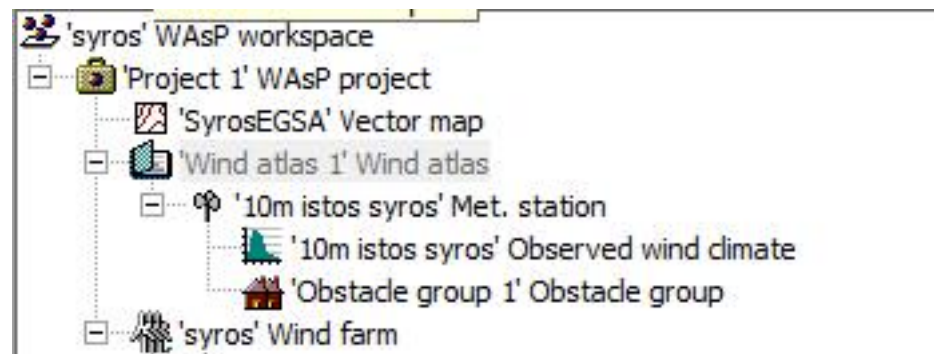 'syros' WAsP workspace
'Project 1' WAsP project
'SyrosEGSA' Vector map
'Wind atlas 1' Wind atlas
'10m istos syros' Met. station
'10m istos syros' Observed wind climate
'Obstacle group 1' Obstacle group
'syros' Wind farm